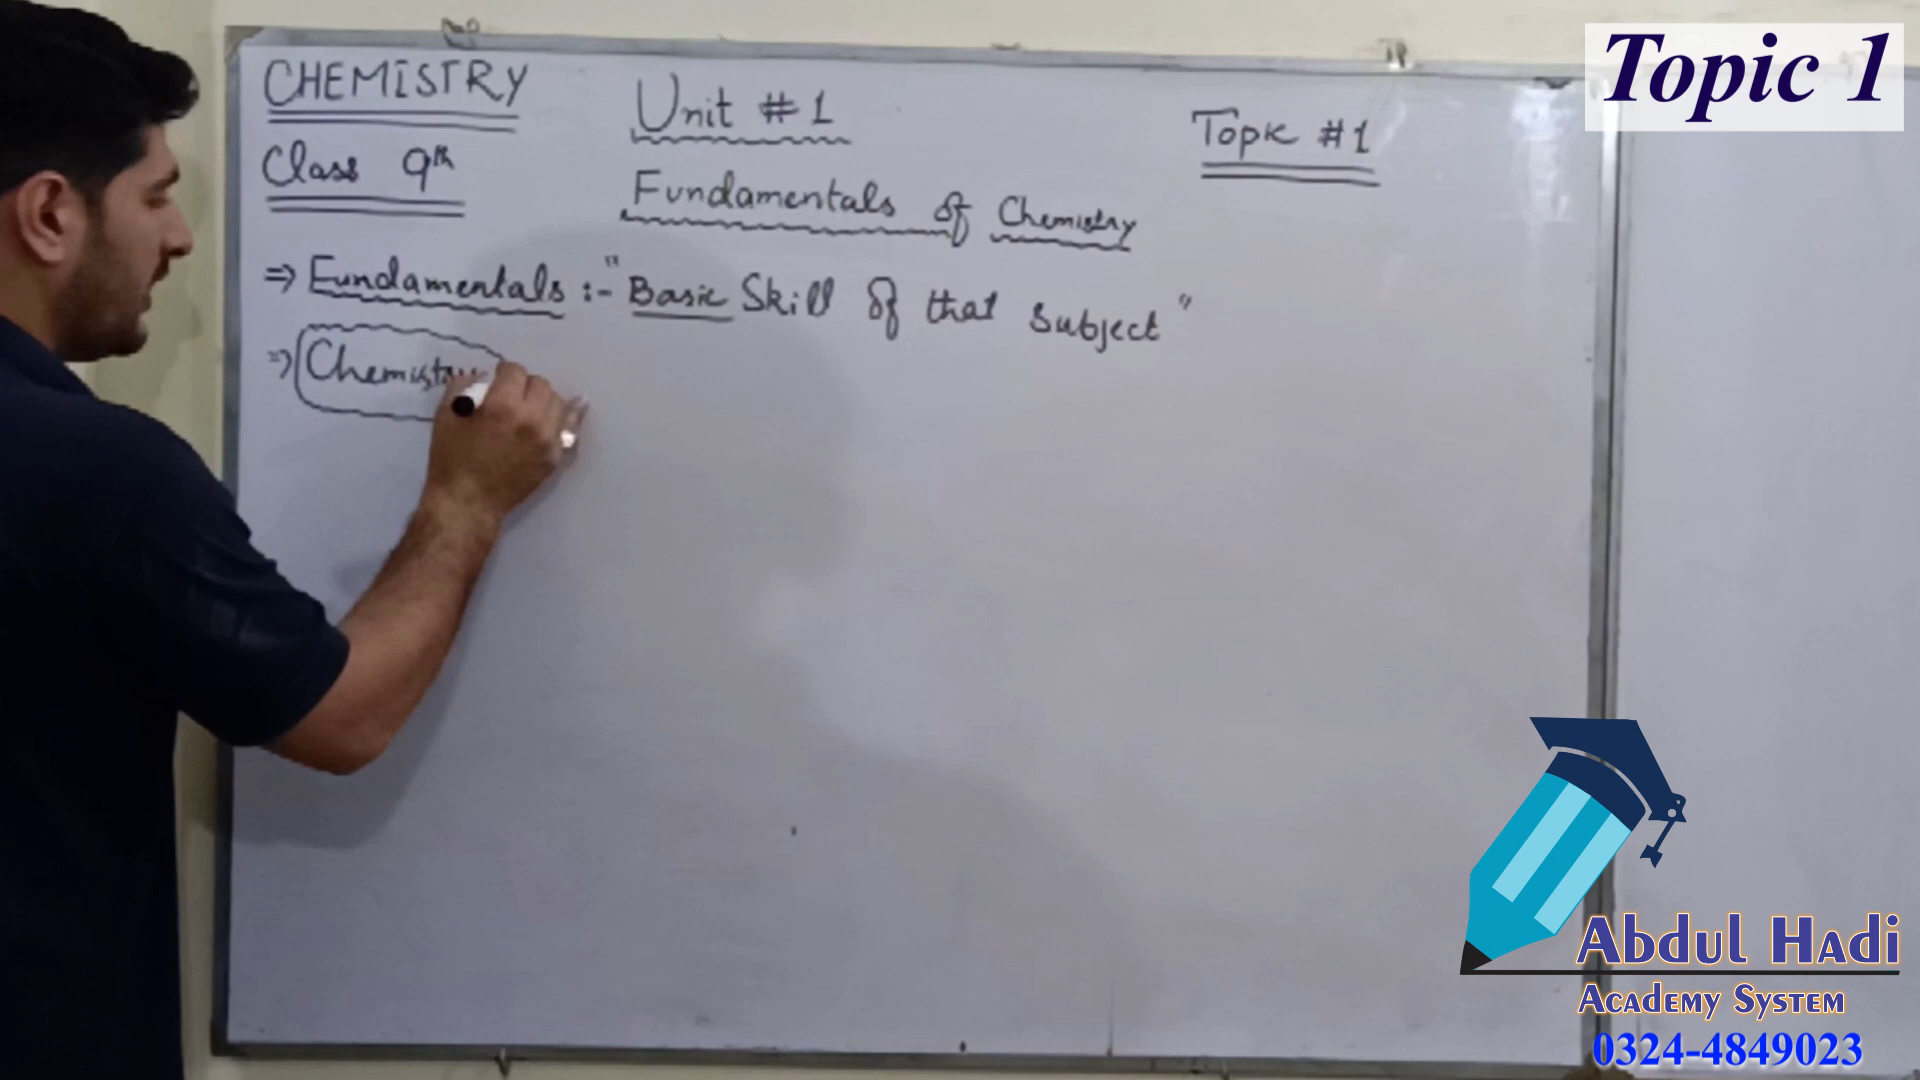 Topic 1
CHEMISTRY
Unit #1
Topic #1
Class 9th
Fundamentals of Chemistry
⇒ Fundamentals :- "Basic Skill of that Subject"
⇒ Chemistry
Abdul Hadi
Academy System
0324-4849023